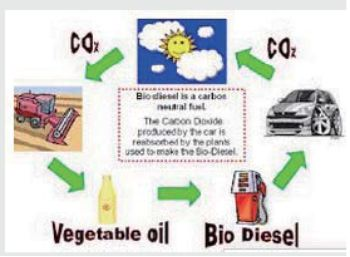 COx CO2
Bio diesel is a carbon
neutral fuel.
The Carbon Dioxide
produced by the car is
reabsorbed by the plants
used to make the Bio-Diesel.
Vegetable oil Bio Diesel